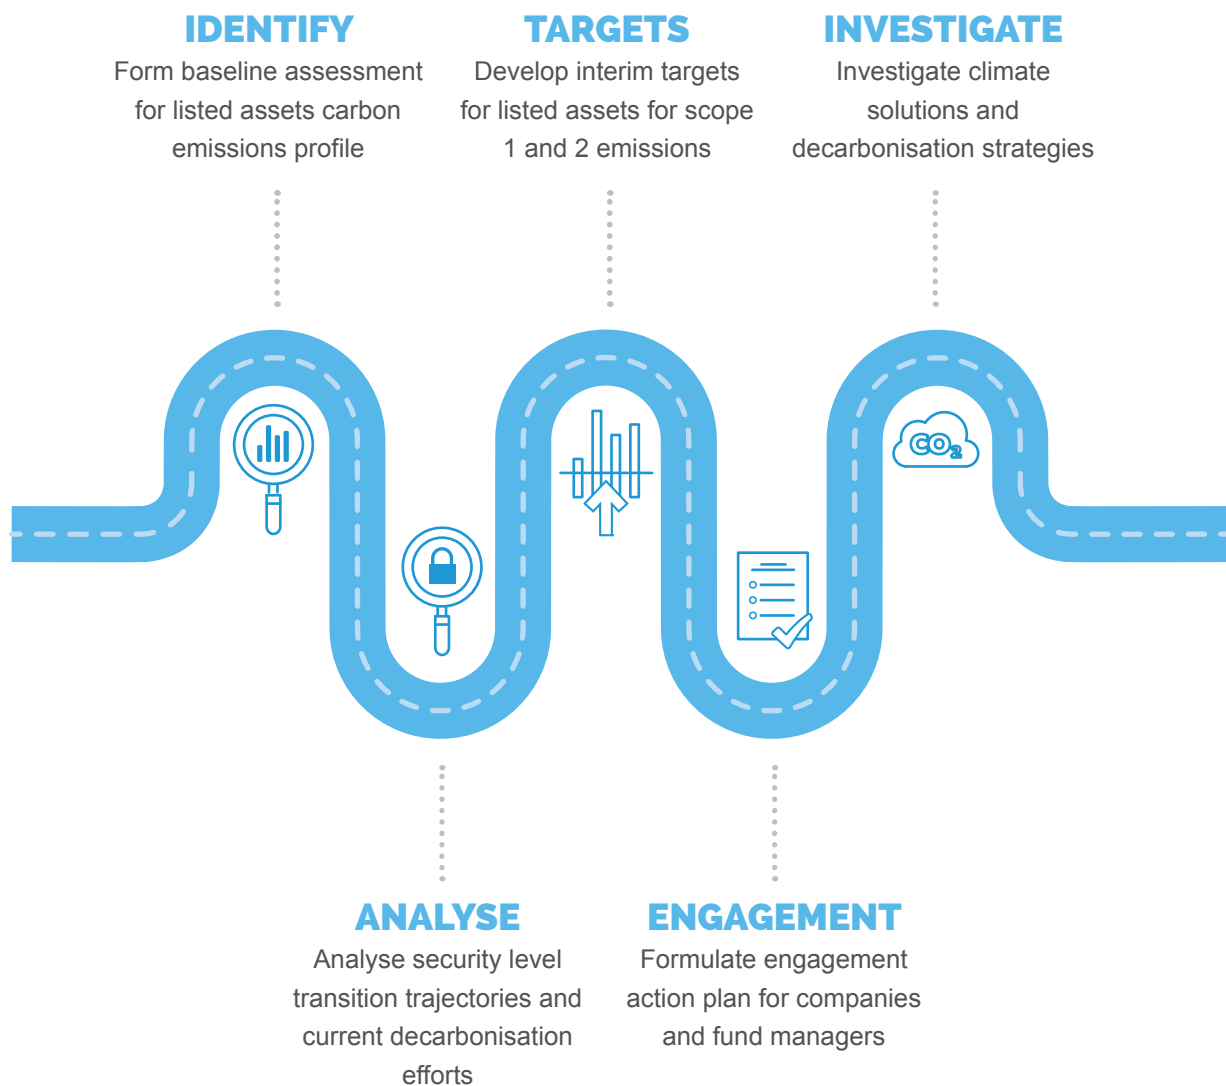 IDENTIFY
Form baseline assessment
for listed assets carbon
emissions profile
TARGETS
Develop interim targets
for listed assets for scope
1 and 2 emissions
INVESTIGATE
Investigate climate
solutions and
decarbonisation strategies
CO2
ANALYSE
Analyse security level
transition trajectories and
current decarbonisation
efforts
ENGAGEMENT
Formulate engagement
action plan for companies
and fund managers